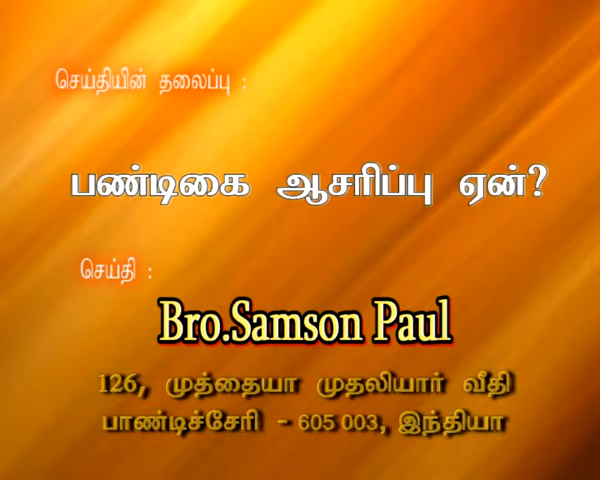 செய்தியின் தலைப்பு :
பண்டிகை ஆசரிப்பு ஏன்?
செய்தி :
Bro.Samson Paul
126, முத்தையா முதலியார் வீதி
பாண்டிச்சேரி - 605 003, இந்தியா